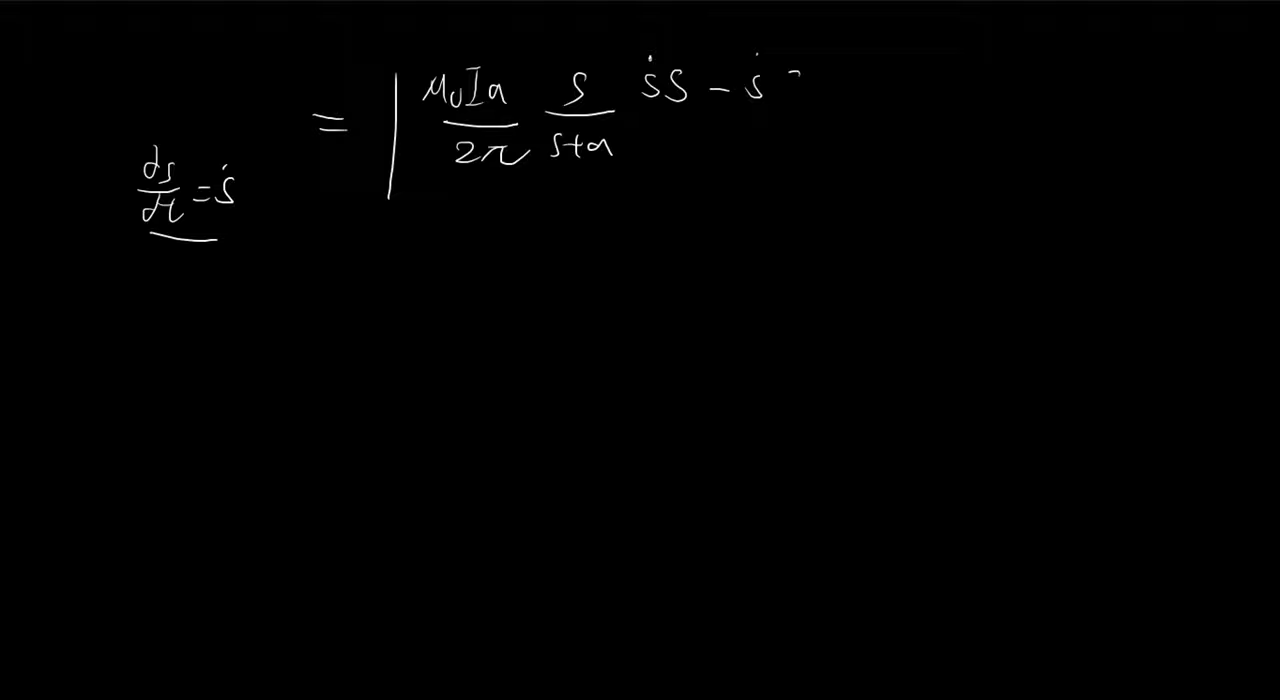 = | μ₀Ia/2π s/s+a ṡs - ṡ
ds/dt = ṡ